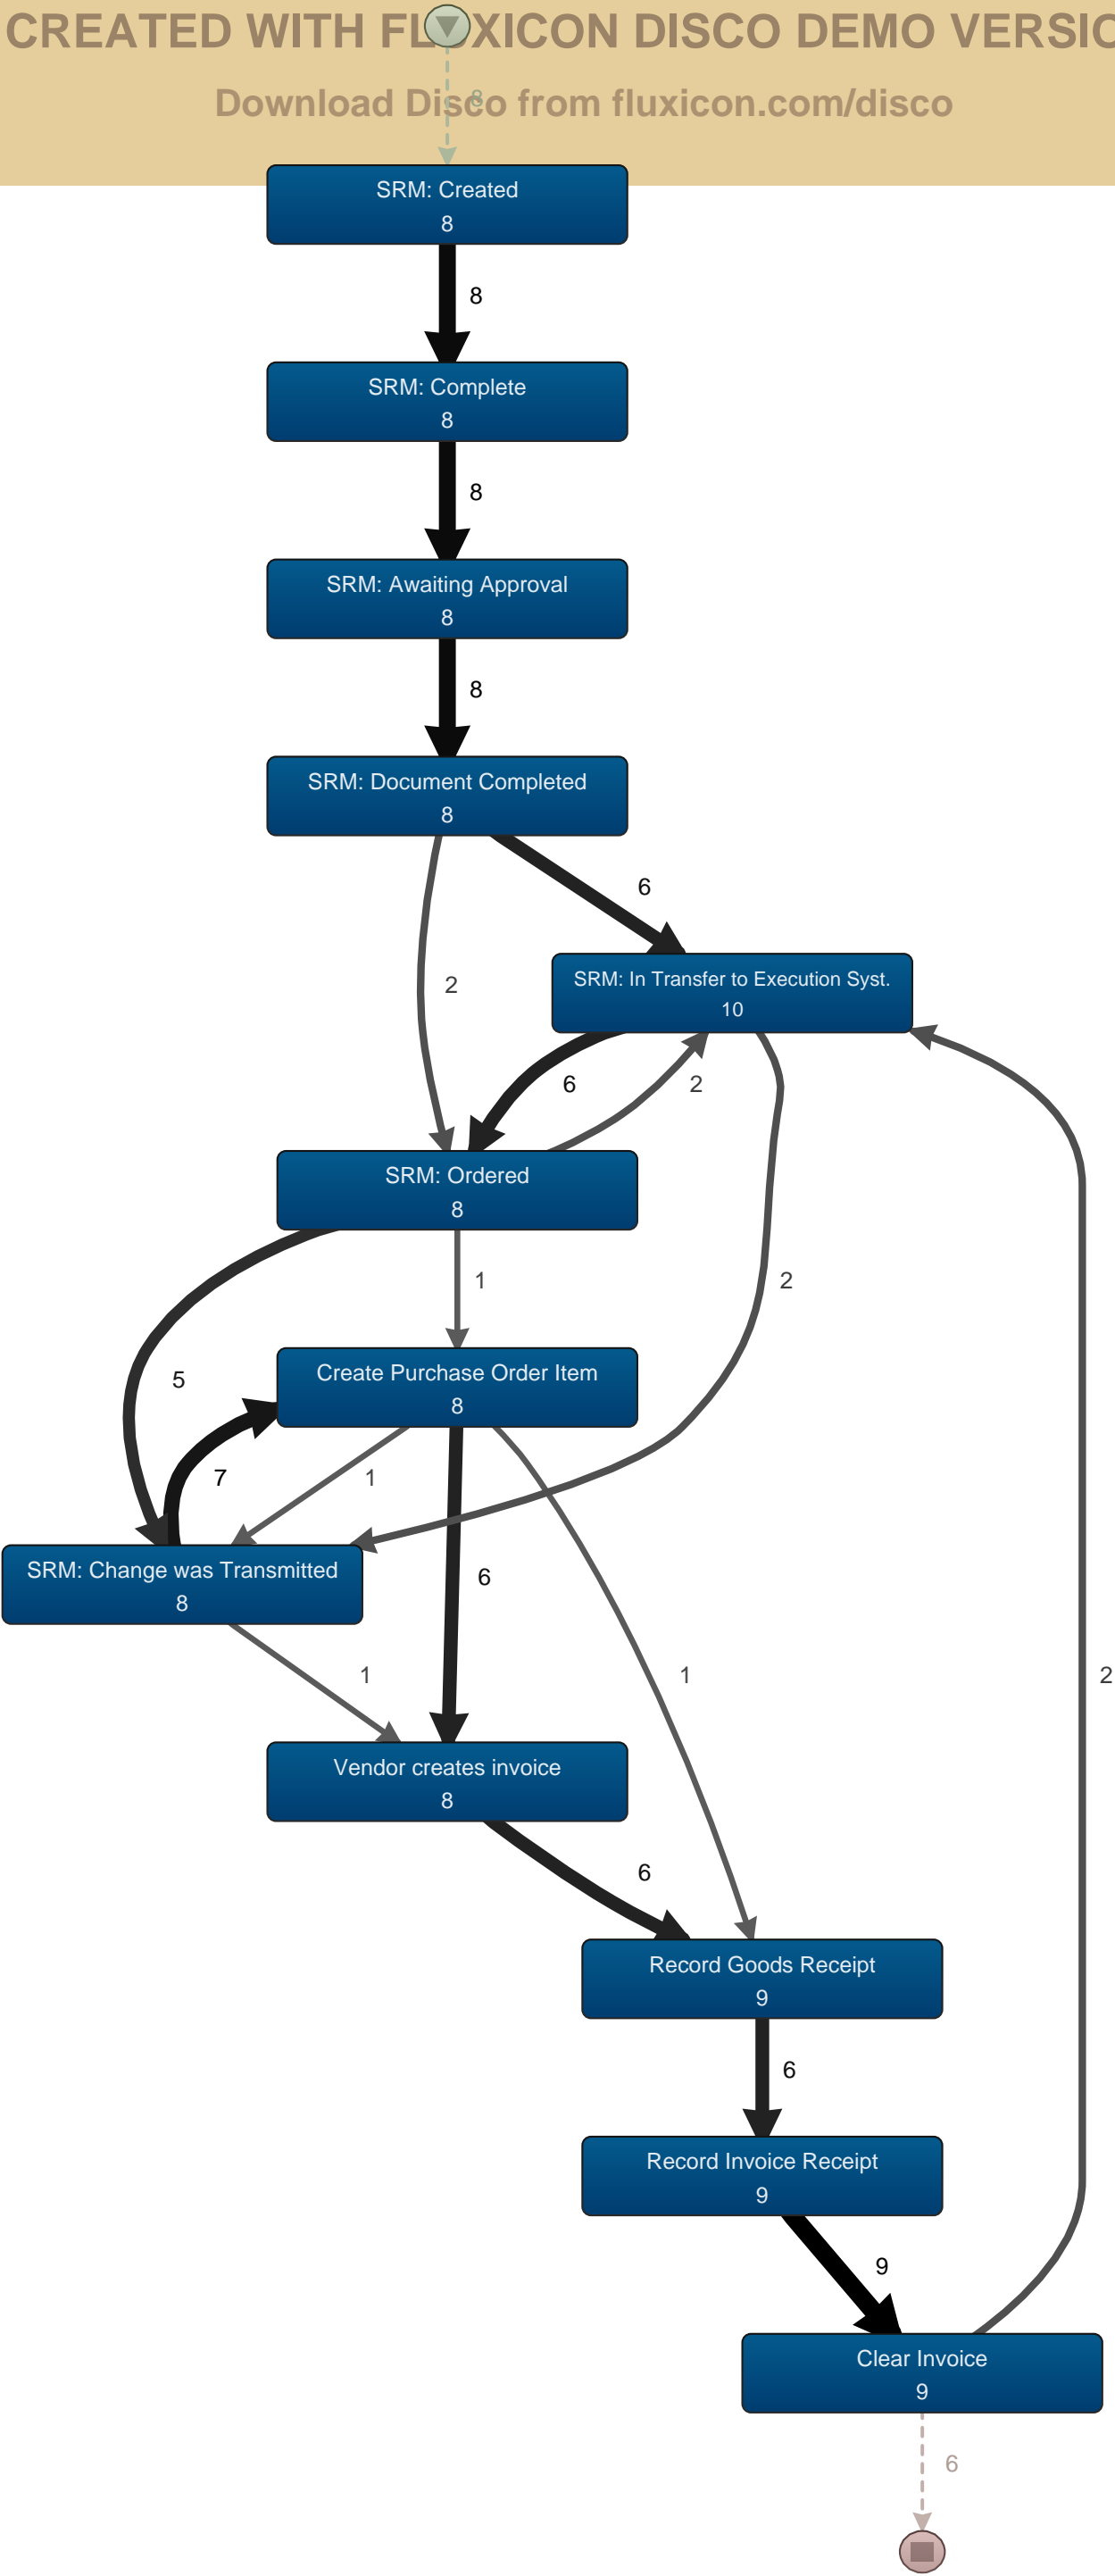 CREATED WITH FLUXICON DISCO DEMO VERSIO
Download Disco from fluxicon.com/disco
8
SRM: Created
8
8
SRM: Complete
8
8
SRM: Awaiting Approval
8
8
SRM: Document Completed
8
6
2
SRM: In Transfer to Execution Syst.
10
6
2
SRM: Ordered
8
1
2
5
Create Purchase Order Item
8
7
1
SRM: Change was Transmitted
8
6
1
1
2
Vendor creates invoice
8
6
Record Goods Receipt
9
6
Record Invoice Receipt
9
9
Clear Invoice
9
6